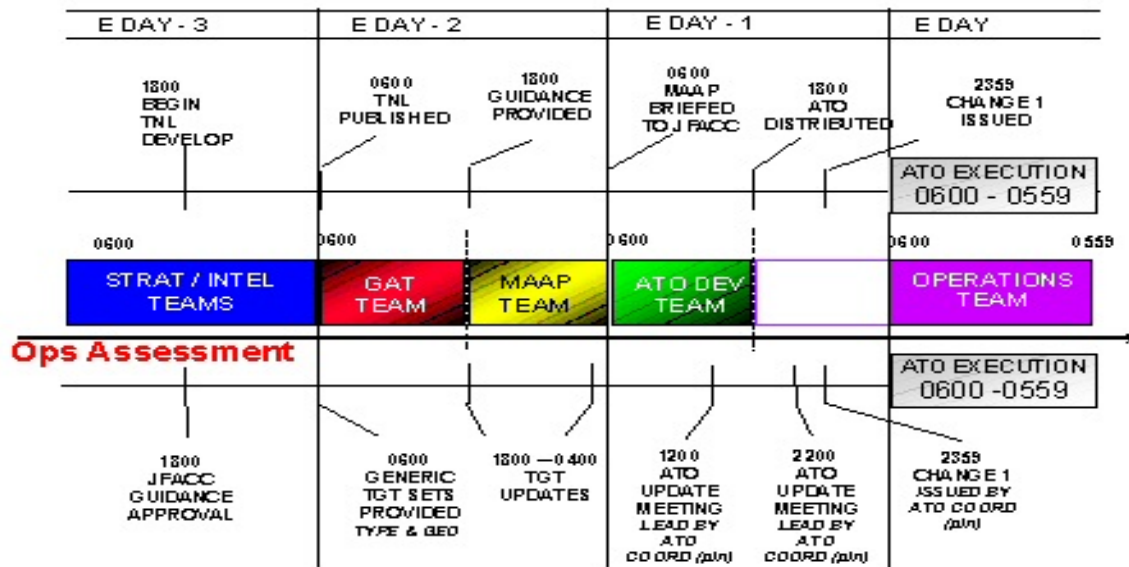 E DAY - 3
E DAY - 2
E DAY - 1
E DAY
1800
BEGIN
TNL
DEVELOP
0600
TNL
PUBLISHED
1800
GUIDANCE
PROVIDED
0600
MAAP
BRIEFED
TO JFACC
1800
ATO
DISTRIBUTED
2359
CHANGE 1
ISSUED
ATO EXECUTION
0600 - 0559
0600
0600
0600
0600
0559
STRAT / INTEL
TEAMS
GAT
TEAM
MAAP
TEAM
ATO DEV
TEAM
OPERATIONS
TEAM
Ops Assessment
ATO EXECUTION
0600 -0559
1800
JFACC
GUIDANCE
APPROVAL
0600
GENERIC
TGT SETS
PROVIDED
TYPE & GEO
1800 —0400
TGT
UPDATES
1200
ATO
UPDATE
MEETING
LEAD BY
ATO
COORD (pln)
2200
ATO
UPDATE
MEETING
LEAD BY
ATO
COORD (pln)
2359
CHANGE 1
ISSUED BY
ATO COORD
(pln)